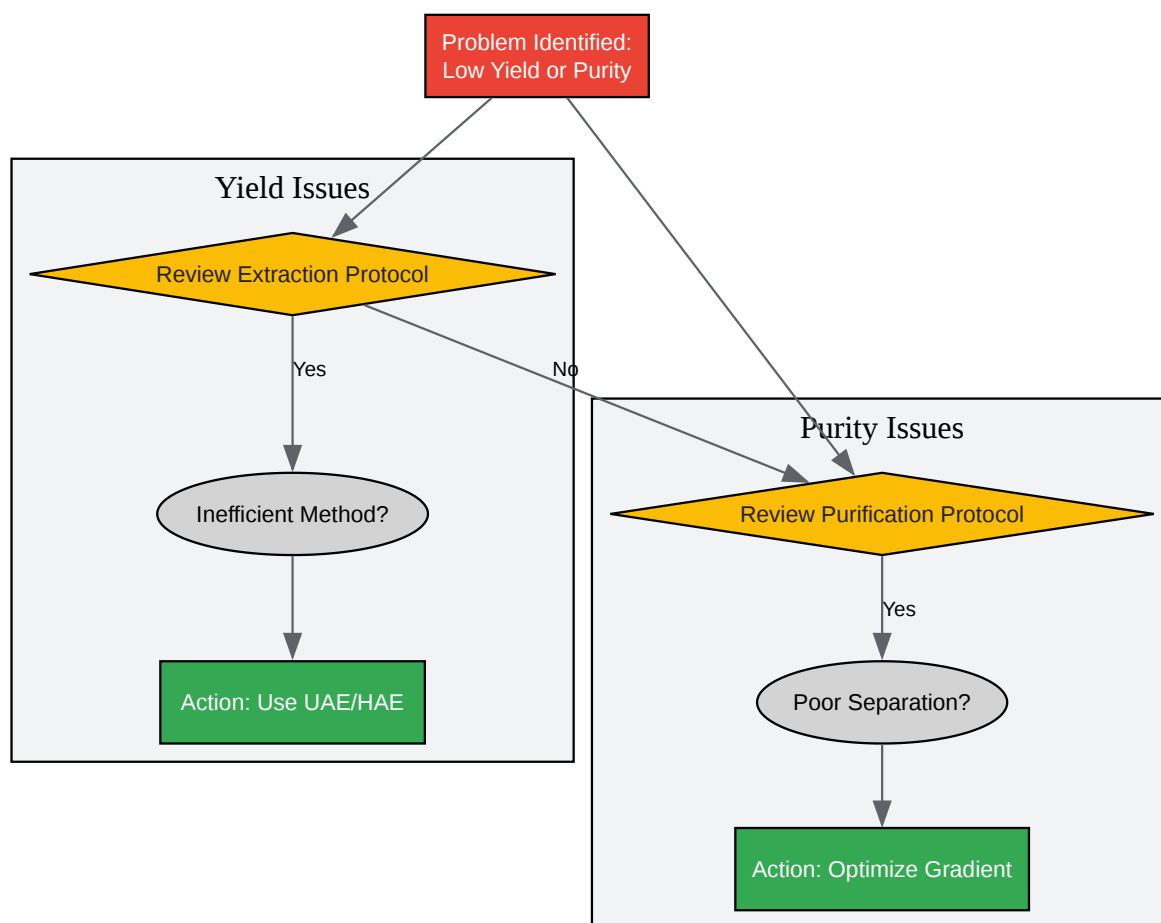 Problem Identified:
Low Yield or Purity
Yield Issues
Review Extraction Protocol
Yes
No
Purity Issues
Inefficient Method?
Review Purification Protocol
Yes
Action: Use UAE/HAE
Poor Separation?
Action: Optimize Gradient